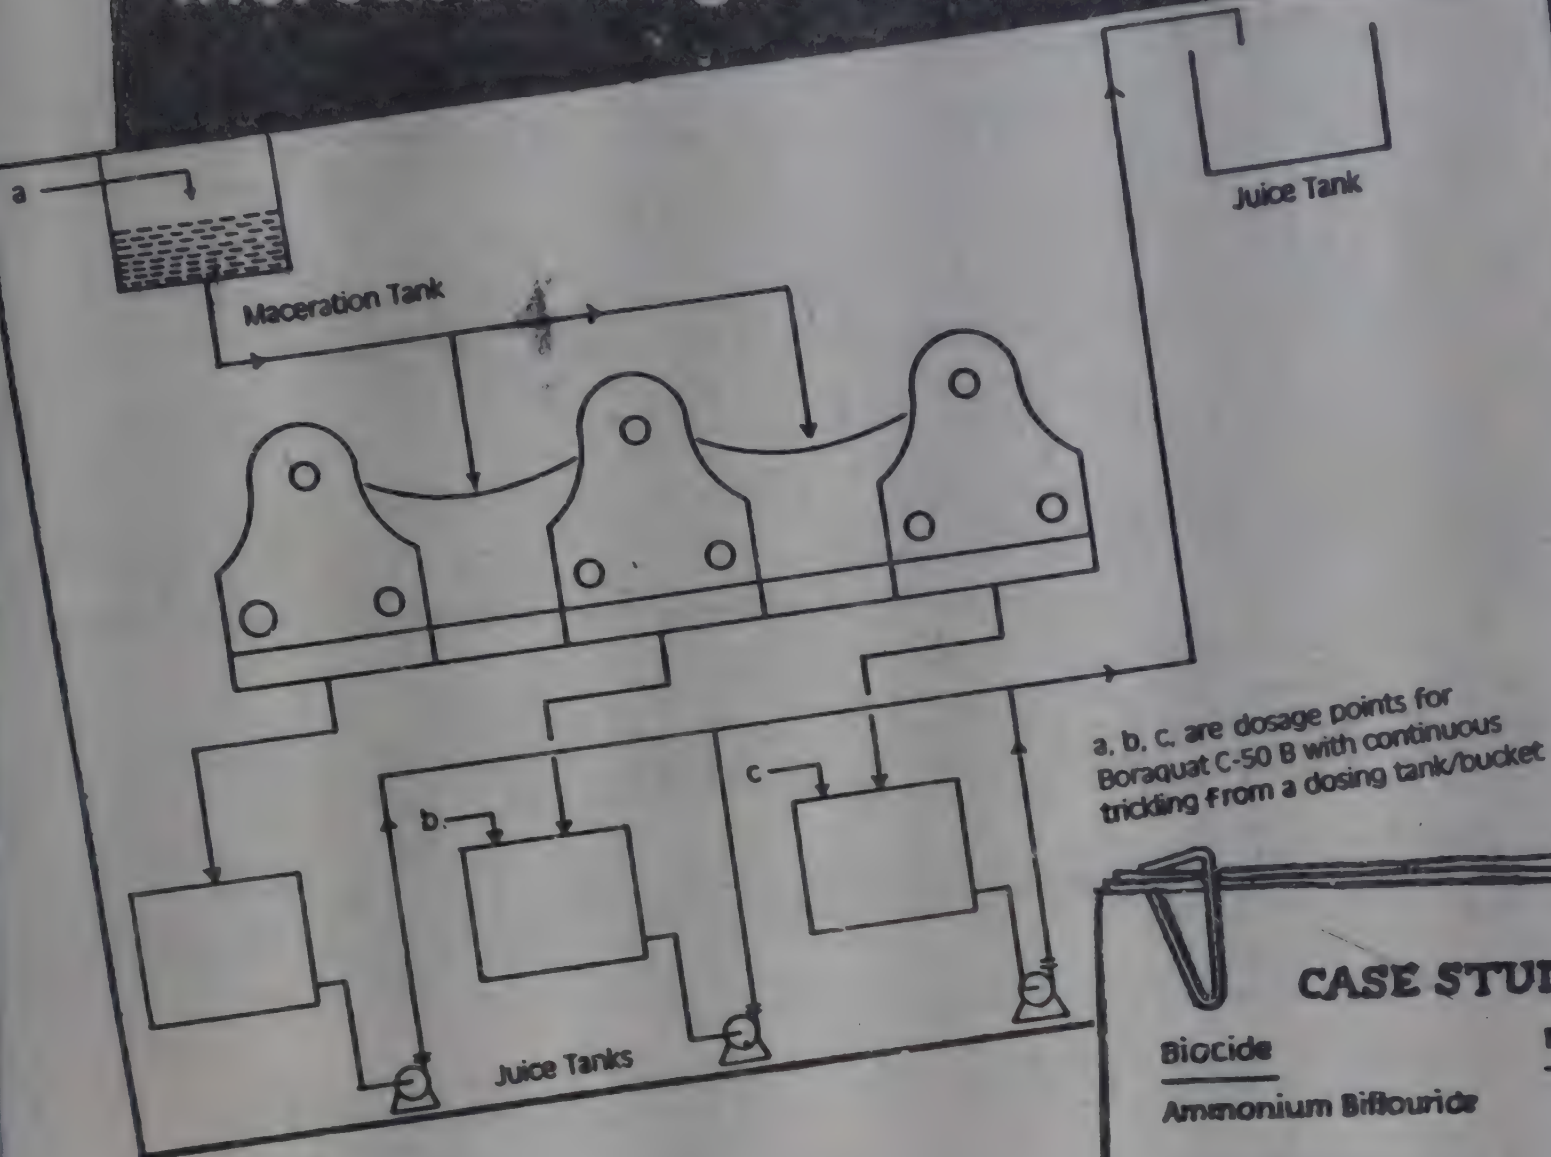 a
Juice Tank
Maceration Tank
a, b, c, are dosage points for
Boraquat C-50 B with continuous
trickling from a dosing tank/bucket
c
b.
Juice Tanks
CASE STU
Biocide
Ammonium Biflouride